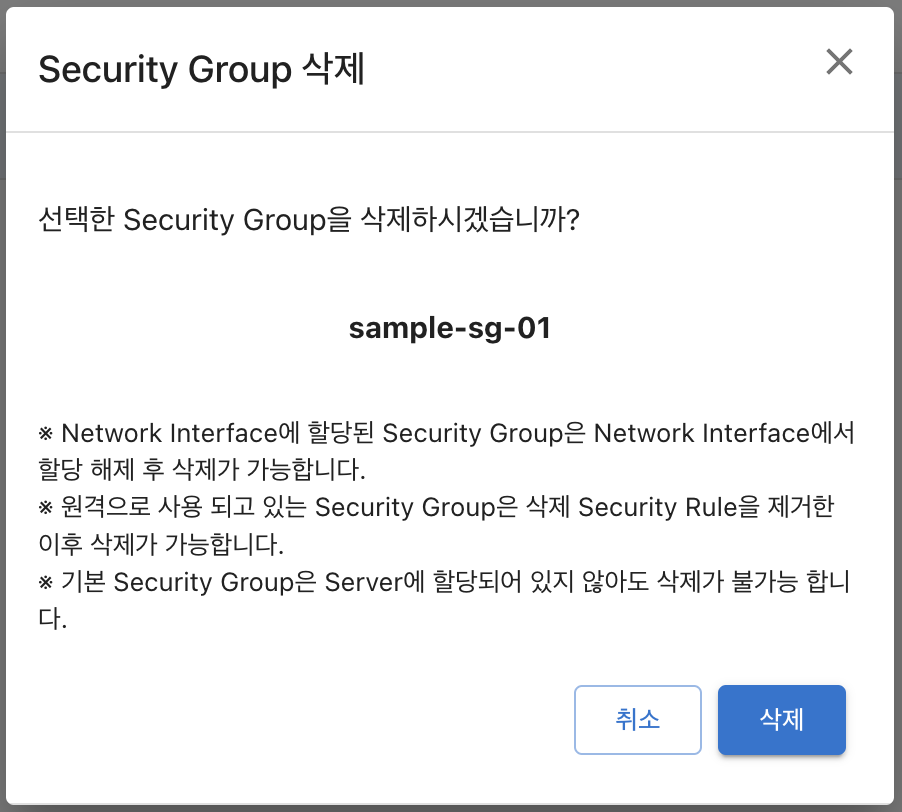 Security Group 삭제
선택한 Security Group을 삭제하시겠습니까?
sample-sg-01
※ Network Interface에 할당된 Security Group은 Network Interface에서
할당 해제 후 삭제가 가능합니다.
※ 원격으로 사용 되고 있는 Security Group은 삭제 Security Rule을 제거한
이후 삭제가 가능합니다.
※ 기본 Security Group은 Server에 할당되어 있지 않아도 삭제가 불가능 합니
다.
취소 삭제